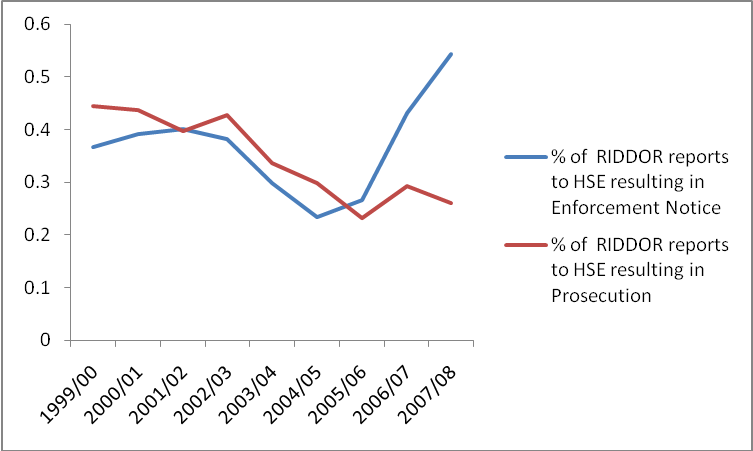 0.6
0.5
0.4
0.3
0.2
0.1
0
1999/00
2000/01
2001/02
2002/03
2003/04
2004/05
2005/06
2006/07
2007/08
% of RIDDOR reports
to HSE resulting in
Enforcement Notice
% of RIDDOR reports
to HSE resulting in
Prosecution